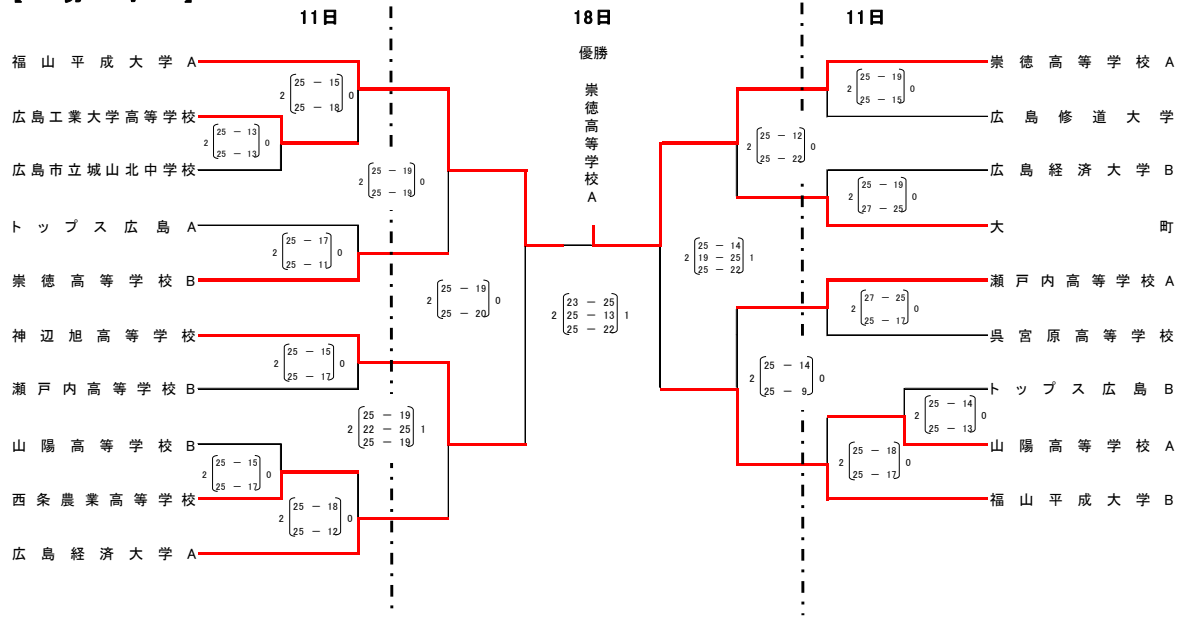 11日 18日 11日
優勝
崇徳高等学校A
福山平成大学A
広島工業大学高等学校
広島市立城山北中学校
トップス広島A
崇徳高等学校B
神辺旭高等学校
瀬戸内高等学校B
山陽高等学校B
西条農業高等学校
広島経済大学A
2 25 － 15 0
25 － 18
2 25 － 13 0
25 － 13
2 25 － 17 0
25 － 11
2 25 － 15 0
25 － 17
2 25 － 15 0
25 － 17
2 25 － 18 0
25 － 12
2 25 － 19 0
25 － 19
25 － 19
2 22 － 25 1
25 － 19
2 25 － 19 0
25 － 20
23 － 25
2 25 － 13 1
25 － 22
25 － 14
2 19 － 25 1
25 － 22
2 25 － 12 0
25 － 22
2 25 － 14 0
25 － 9
2 25 － 19 0
25 － 15
2 25 － 19 0
27 － 25
2 27 － 25 0
25 － 17
2 25 － 14 0
25 － 13
2 25 － 18 0
25 － 17
崇徳高等学校A
広島修道大学
広島経済大学B
大町
瀬戸内高等学校A
呉宮原高等学校
トップス広島B
山陽高等学校A
福山平成大学B